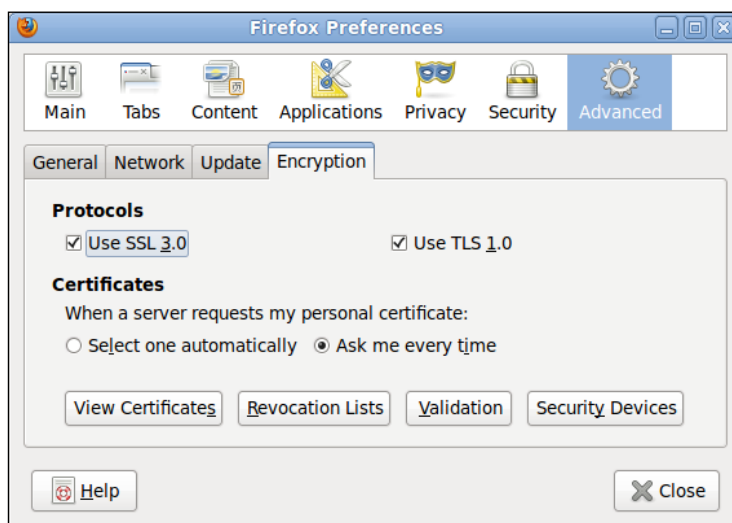 Firefox Preferences
Main Tabs Content Applications Privacy Security Advanced
General Network Update Encryption
Protocols
Use SSL 3.0 Use TLS 1.0
Certificates
When a server requests my personal certificate:
Select one automatically Ask me every time
View Certificates Revocation Lists Validation Security Devices
Help Close